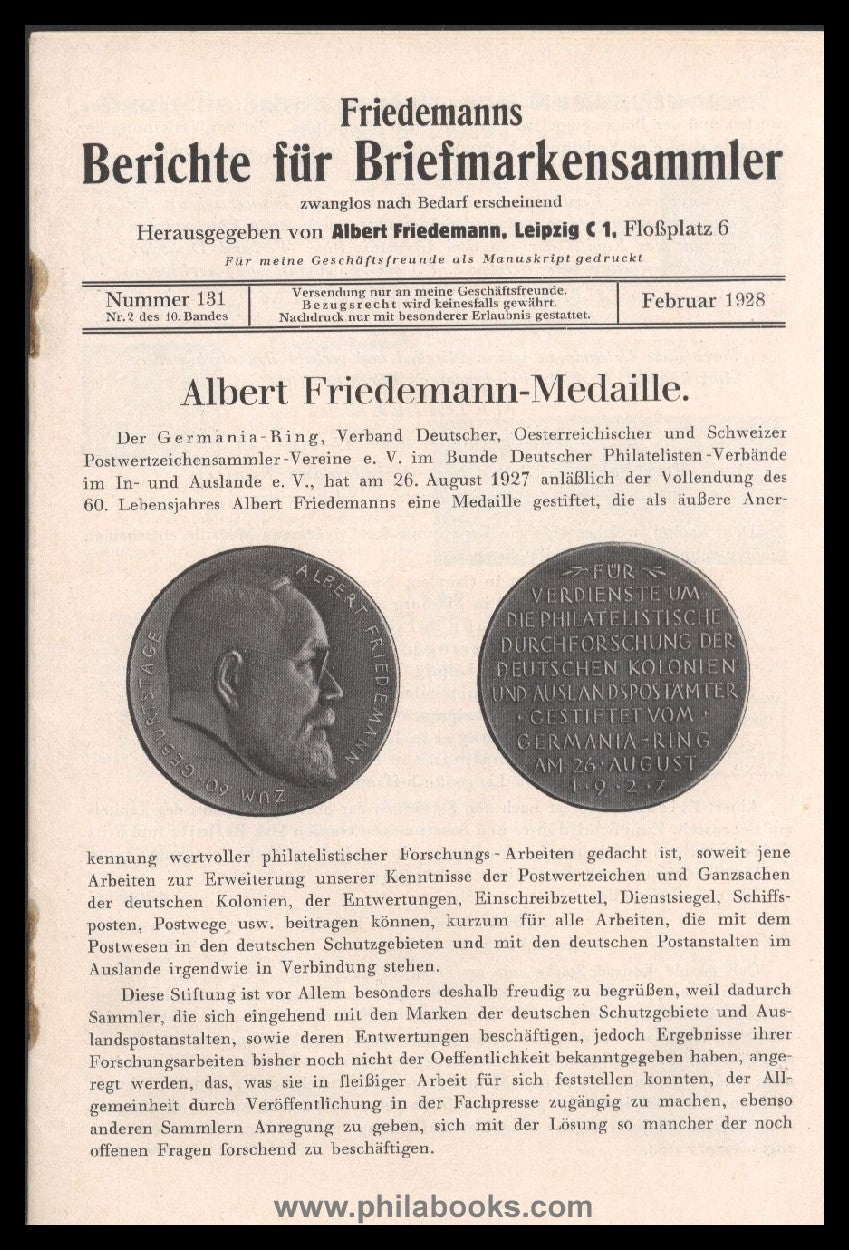 Friedemanns
Berichte für Briefmarkensammler
zwanglos nach Bedarf erscheinend
Herausgegeben von Albert Friedemann, Leipzig C 1, Floßplatz 6
Für meine Geschäftsfreunde als Manuskript gedruckt
Nummer 131
Nr. 2 des 10. Bandes
Versendung nur an meine Geschäftsfreunde.
Bezugsrecht wird keinesfalls gewährt.
Nachdruck nur mit besonderer Erlaubnis gestattet.
Februar 1928
Albert Friedemann-Medaille.
Der Germania-Ring, Verband Deutscher, Oesterreichischer und Schweizer
Postwertzeichensammler-Vereine e. V. im Bunde Deutscher Philatelisten-Verbände
im In- und Auslande e. V., hat am 26. August 1927 anläßlich der Vollendung des
60. Lebensjahres Albert Friedemanns eine Medaille gestiftet, die als äußere Aner-
ALBERT FRIEDEMANN
ZUM 60. GEBURTSTAGE
FÜR
VERDIENSTE UM
DIE PHILATELISTISCHE
DURCHFORSCHUNG DER
DEUTSCHEN KOLONIEN
UND AUSLANDSPOSTÄMTER
· GESTIFTET VOM ·
GERMANIA-RING
AM 26· AUGUST
1·9·2·7
kennung wertvoller philatelistischer Forschungs-Arbeiten gedacht ist, soweit jene
Arbeiten zur Erweiterung unserer Kenntnisse der Postwertzeichen und Ganzsachen
der deutschen Kolonien, der Entwertungen, Einschreibzettel, Dienstsiegel, Schiffs-
posten, Postwege usw. beitragen können, kurzum für alle Arbeiten, die mit dem
Postwesen in den deutschen Schutzgebieten und mit den deutschen Postanstalten im
Auslande irgendwie in Verbindung stehen.
Diese Stiftung ist vor Allem besonders deshalb freudig zu begrüßen, weil dadurch
Sammler, die sich eingehend mit den Marken der deutschen Schutzgebiete und Aus-
landspostanstalten, sowie deren Entwertungen beschäftigen, jedoch Ergebnisse ihrer
Forschungsarbeiten bisher noch nicht der Oeffentlichkeit bekanntgegeben haben, ange-
regt werden, das, was sie in fleißiger Arbeit für sich feststellen konnten, der All-
gemeinheit durch Veröffentlichung in der Fachpresse zugängig zu machen, ebenso
anderen Sammlern Anregung zu geben, sich mit der Lösung so mancher der noch
offenen Fragen forschend zu beschäftigen.
www.philabooks.com